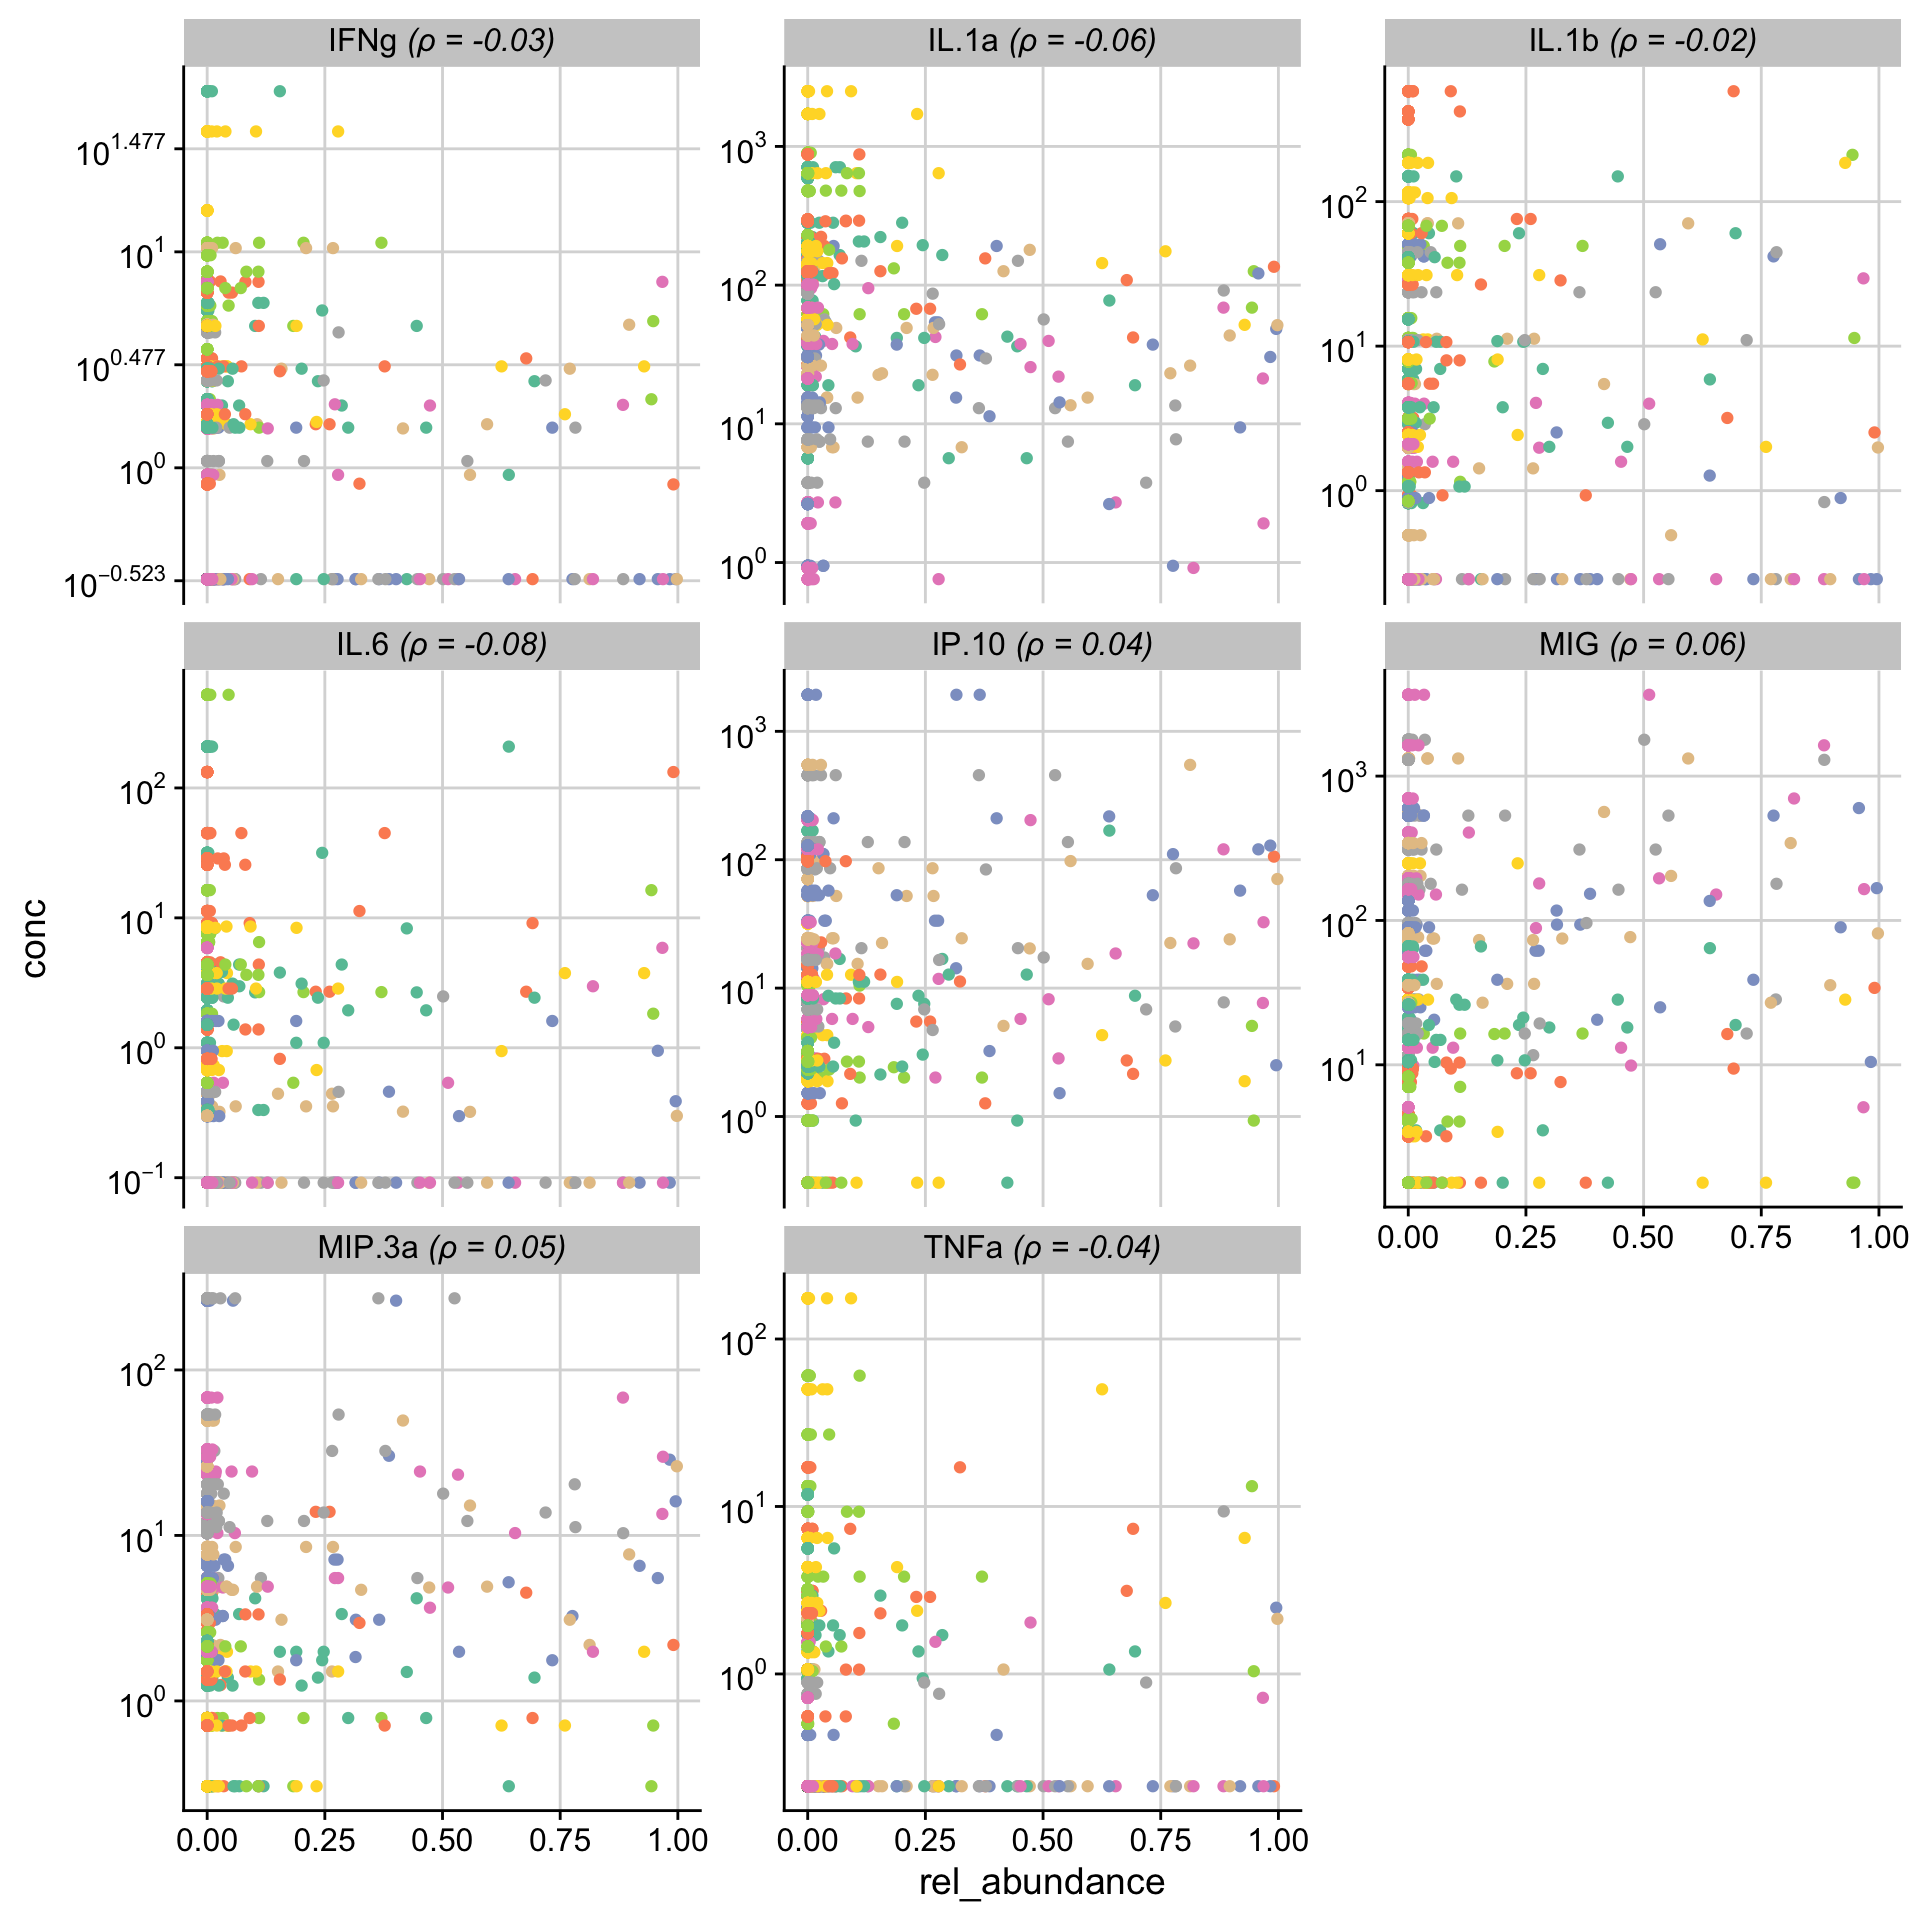 IFNg (ρ = -0.03)
IL.1a (ρ = -0.06)
IL.1b (ρ = -0.02)
10^1.477
10^1
10^0.477
10^0
10^−0.523
10^3
10^2
10^1
10^0
10^2
10^1
10^0
IL.6 (ρ = -0.08)
IP.10 (ρ = 0.04)
MIG (ρ = 0.06)
10^2
10^1
10^0
10^−1
10^3
10^2
10^1
10^0
10^3
10^2
10^1
0.00 0.25 0.50 0.75 1.00
conc
MIP.3a (ρ = 0.05)
TNFa (ρ = -0.04)
10^2
10^1
10^0
10^2
10^1
10^0
0.00 0.25 0.50 0.75 1.00
0.00 0.25 0.50 0.75 1.00
rel_abundance